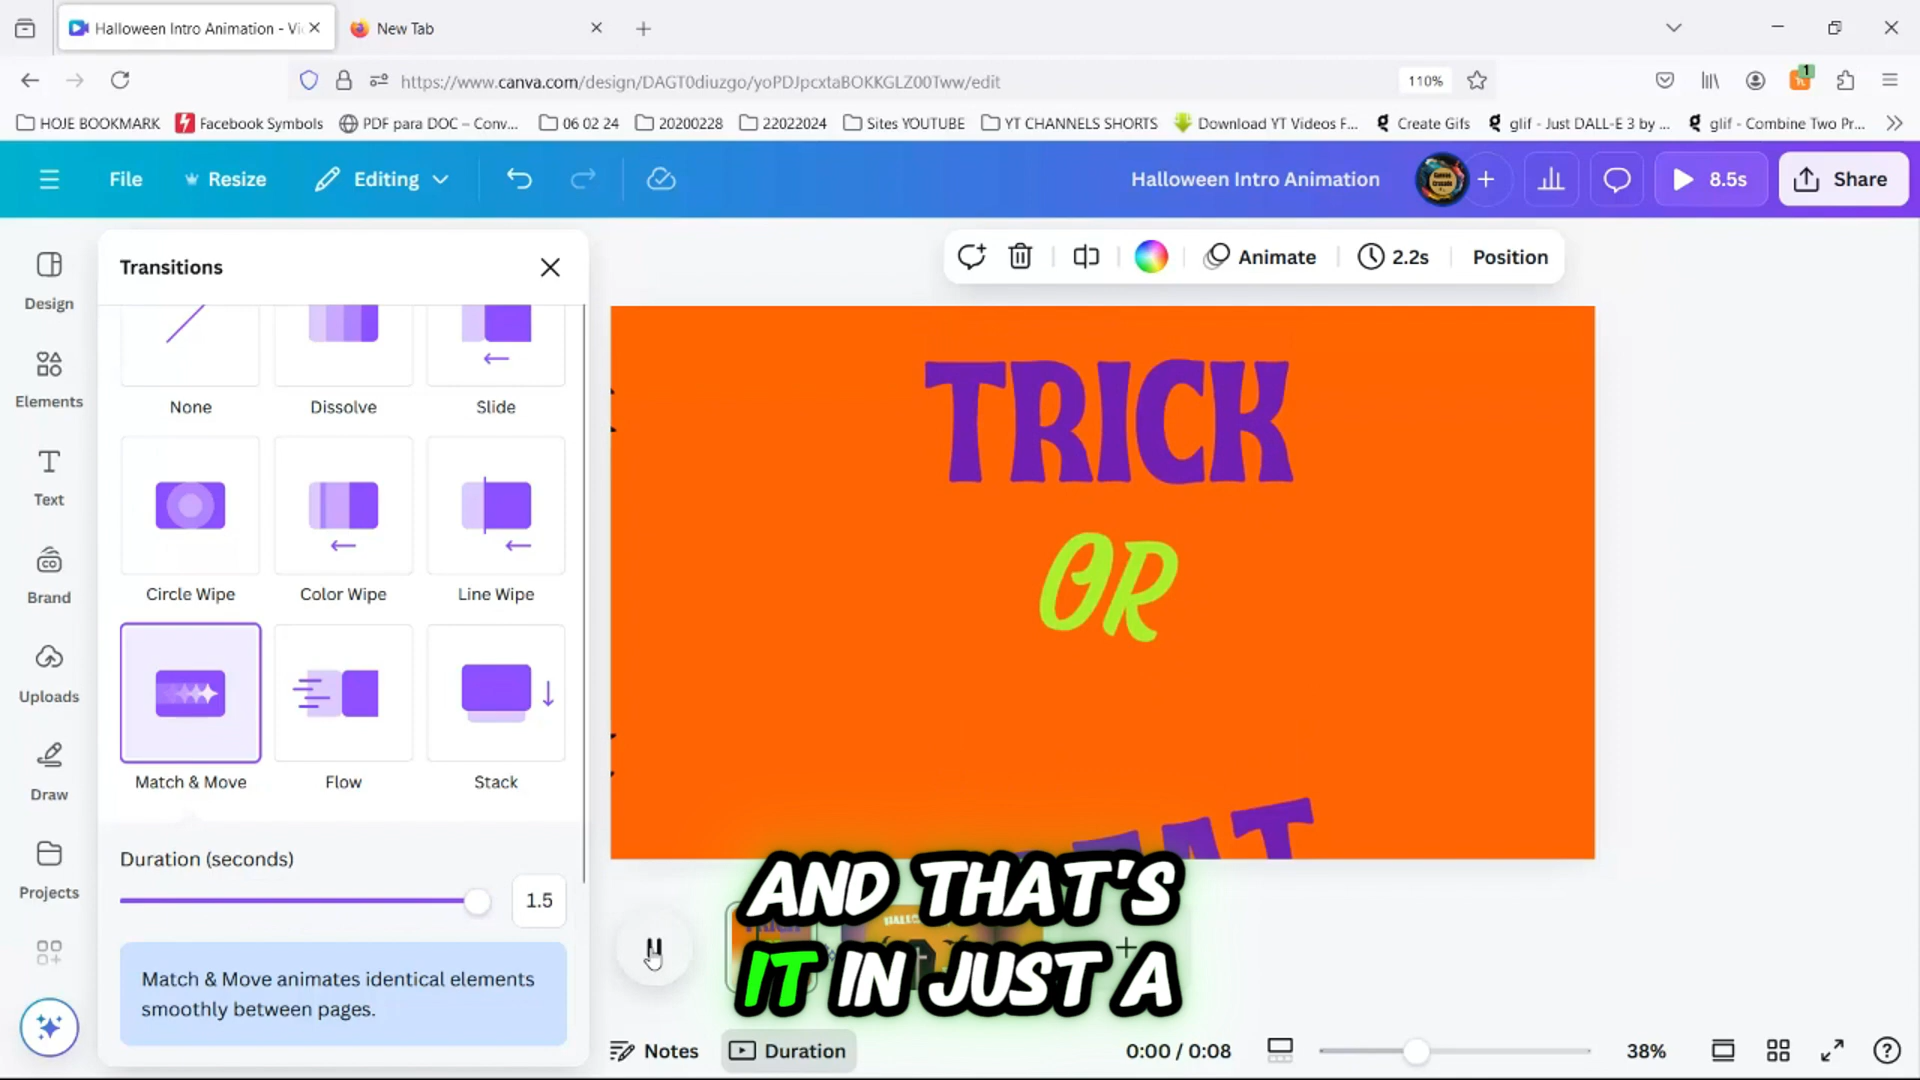 Halloween Intro Animation - Vi
New Tab
https://www.canva.com/design/DAGT0diuzgo/yoPDJpcxtaBOKKGLZ00Tww/edit
110%
1
HOJE BOOKMARK
Facebook Symbols
PDF para DOC – Conv...
06 02 24
20200228
22022024
Sites YOUTUBE
YT CHANNELS SHORTS
Download YT Videos F...
Create Gifs
glif - Just DALL-E 3 by ...
glif - Combine Two Pr...
File
Resize
Editing
Halloween Intro Animation
8.5s
Share
Design
Elements
Text
Brand
Uploads
Draw
Projects
Transitions
None
Dissolve
Slide
Circle Wipe
Color Wipe
Line Wipe
Match & Move
Flow
Stack
Duration (seconds)
1.5
Match & Move animates identical elements
smoothly between pages.
Animate
2.2s
Position
TRICK
OR
AND THAT'S
IT IN JUST A
Notes
Duration
0:00 / 0:08
38%